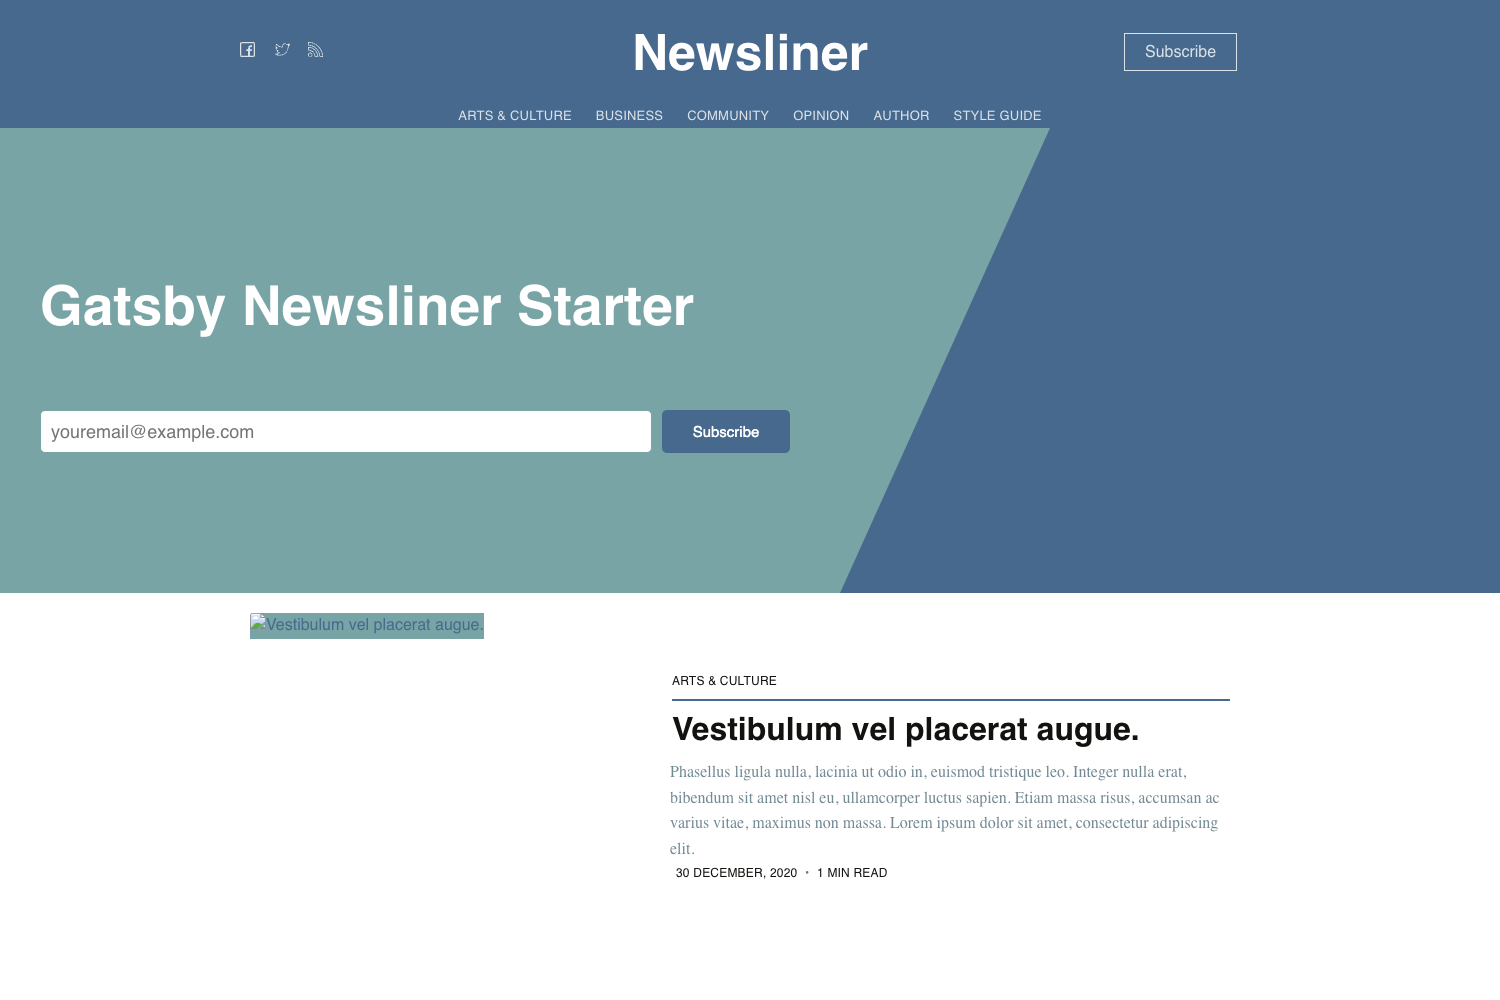 Newsliner
Subscribe
ARTS & CULTURE BUSINESS COMMUNITY OPINION AUTHOR STYLE GUIDE
Gatsby Newsliner Starter
youremail@example.com
Subscribe
Vestibulum vel placerat augue.
ARTS & CULTURE
Vestibulum vel placerat augue.
Phasellus ligula nulla, lacinia ut odio in, euismod tristique leo. Integer nulla erat,
bibendum sit amet nisl eu, ullamcorper luctus sapien. Etiam massa risus, accumsan ac
varius vitae, maximus non massa. Lorem ipsum dolor sit amet, consectetur adipiscing
elit.
30 DECEMBER, 2020 • 1 MIN READ